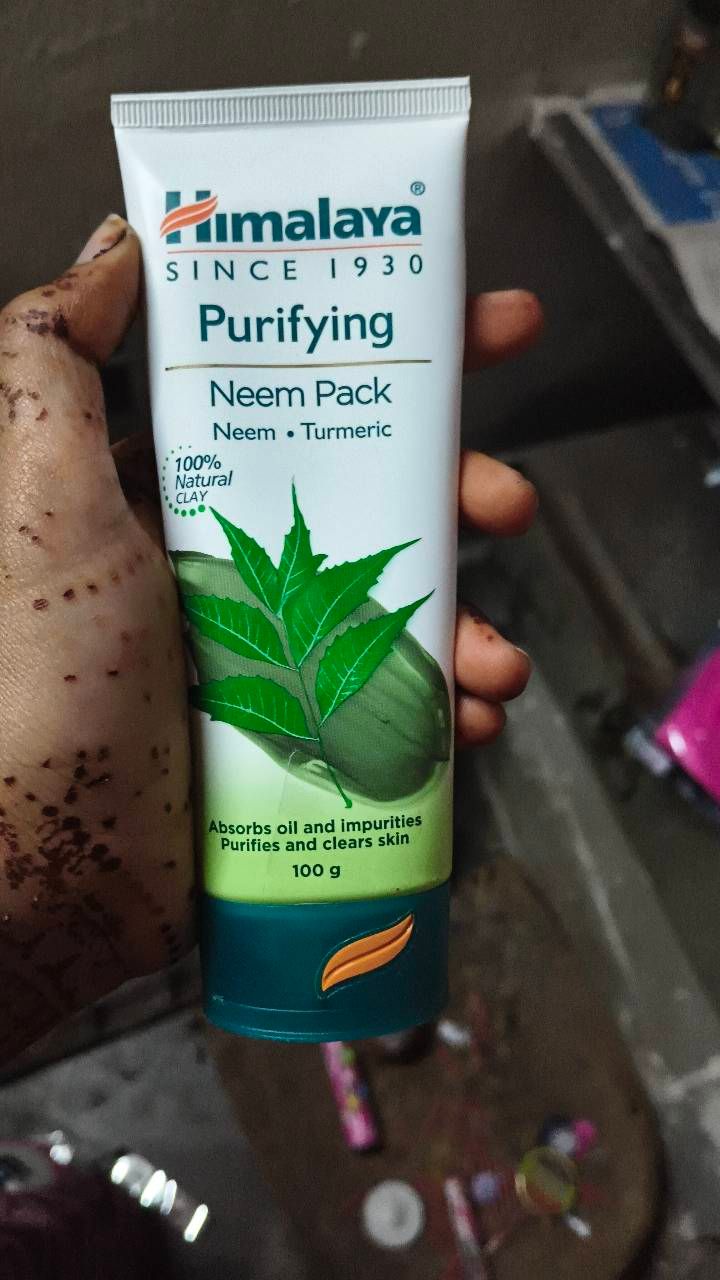 Himalaya®
SINCE 1930
Purifying
Neem Pack
Neem • Turmeric
100%
Natural
CLAY
Absorbs oil and impurities
Purifies and clears skin
100 g